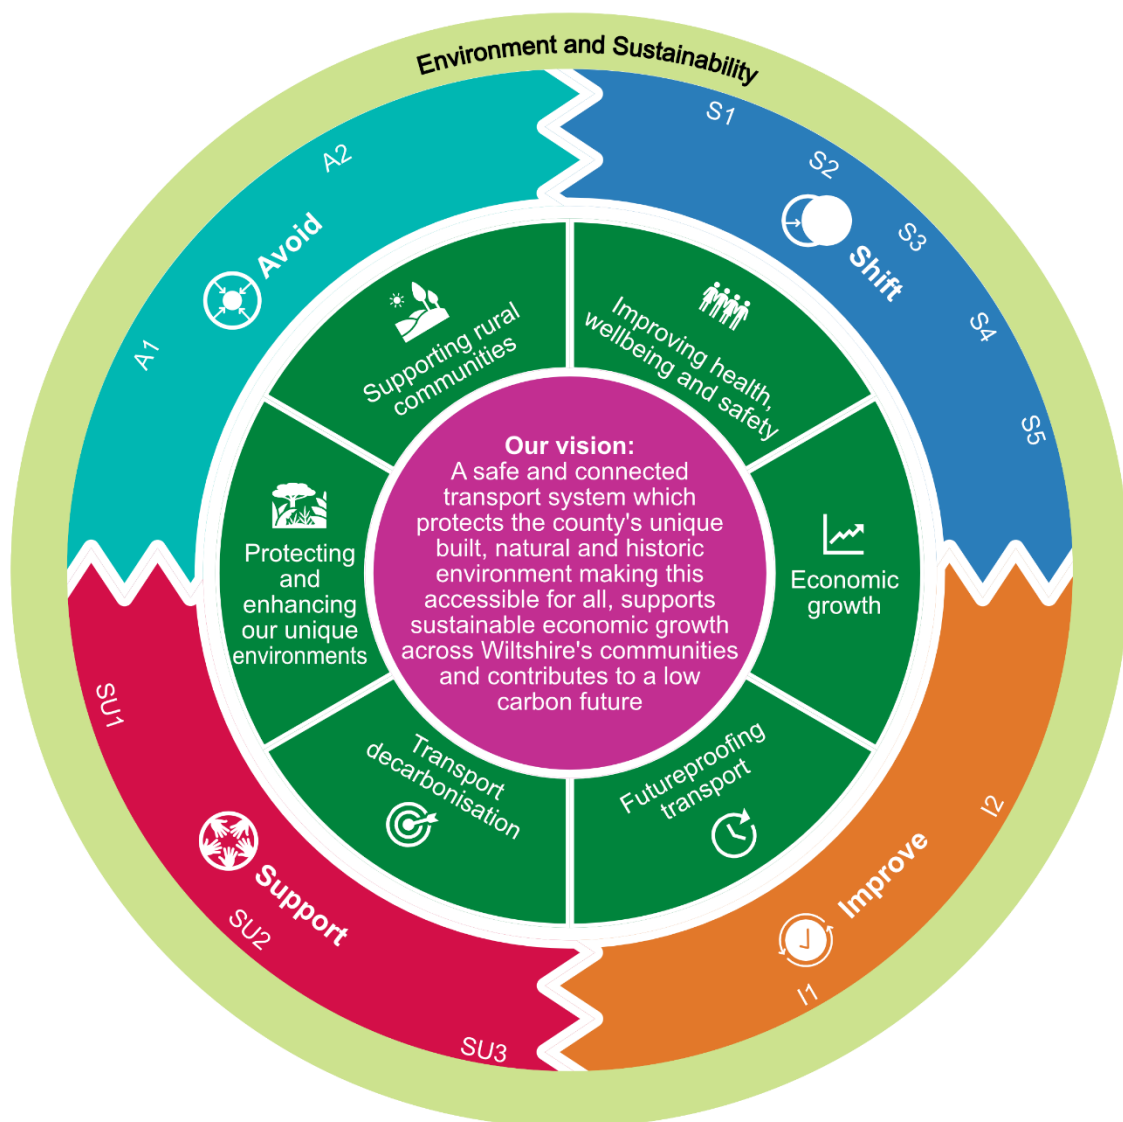 Environment and Sustainability
A1
A2
Avoid
S1
S2
S3
S4
S5
Shift
I2
I1
Improve
SU1
SU2
SU3
Support
Supporting rural
communities
Improving health,
wellbeing and safety
Economic
growth
Futureproofing
transport
Transport
decarbonisation
Protecting
and
enhancing
our unique
environments
Our vision:
A safe and connected
transport system which
protects the county's unique
built, natural and historic
environment making this
accessible for all, supports
sustainable economic growth
across Wiltshire's communities
and contributes to a low
carbon future